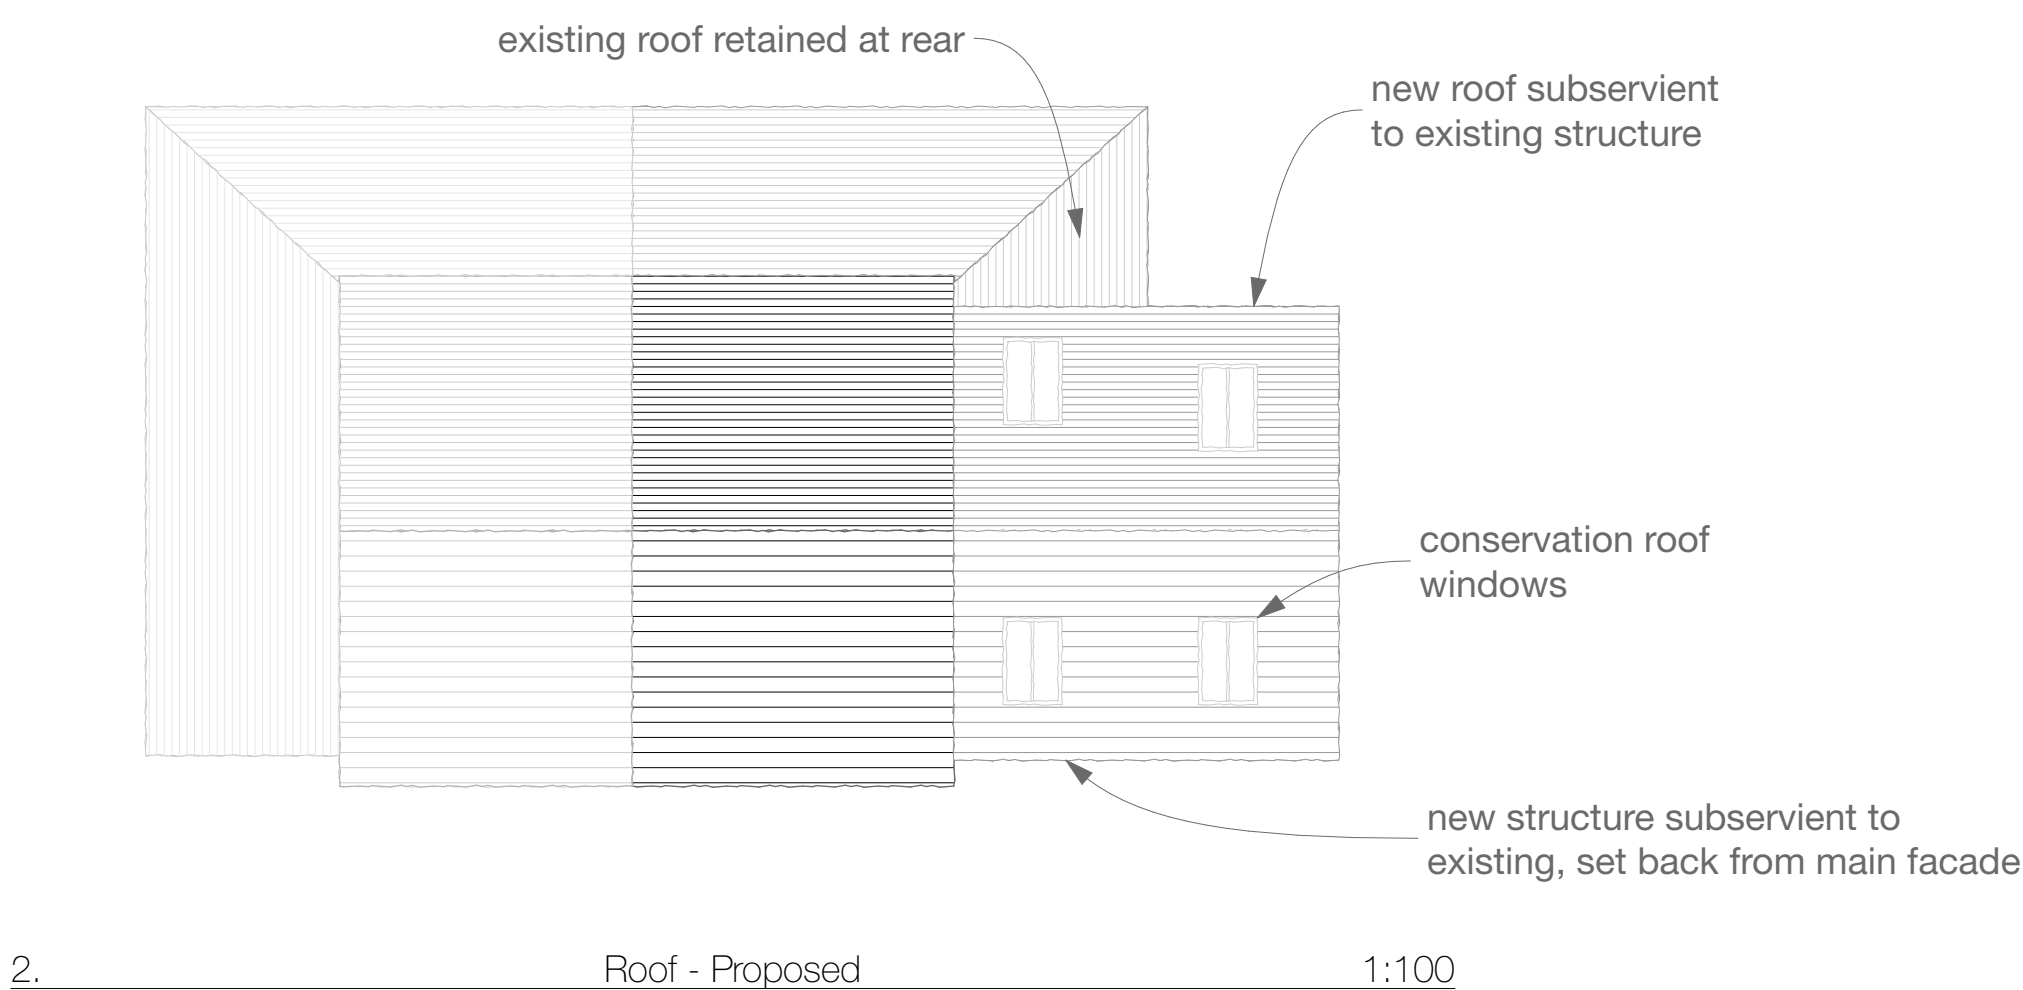 existing roof retained at rear
new roof subservient
to existing structure
conservation roof
windows
new structure subservient to
existing, set back from main facade
2. Roof - Proposed 1:100